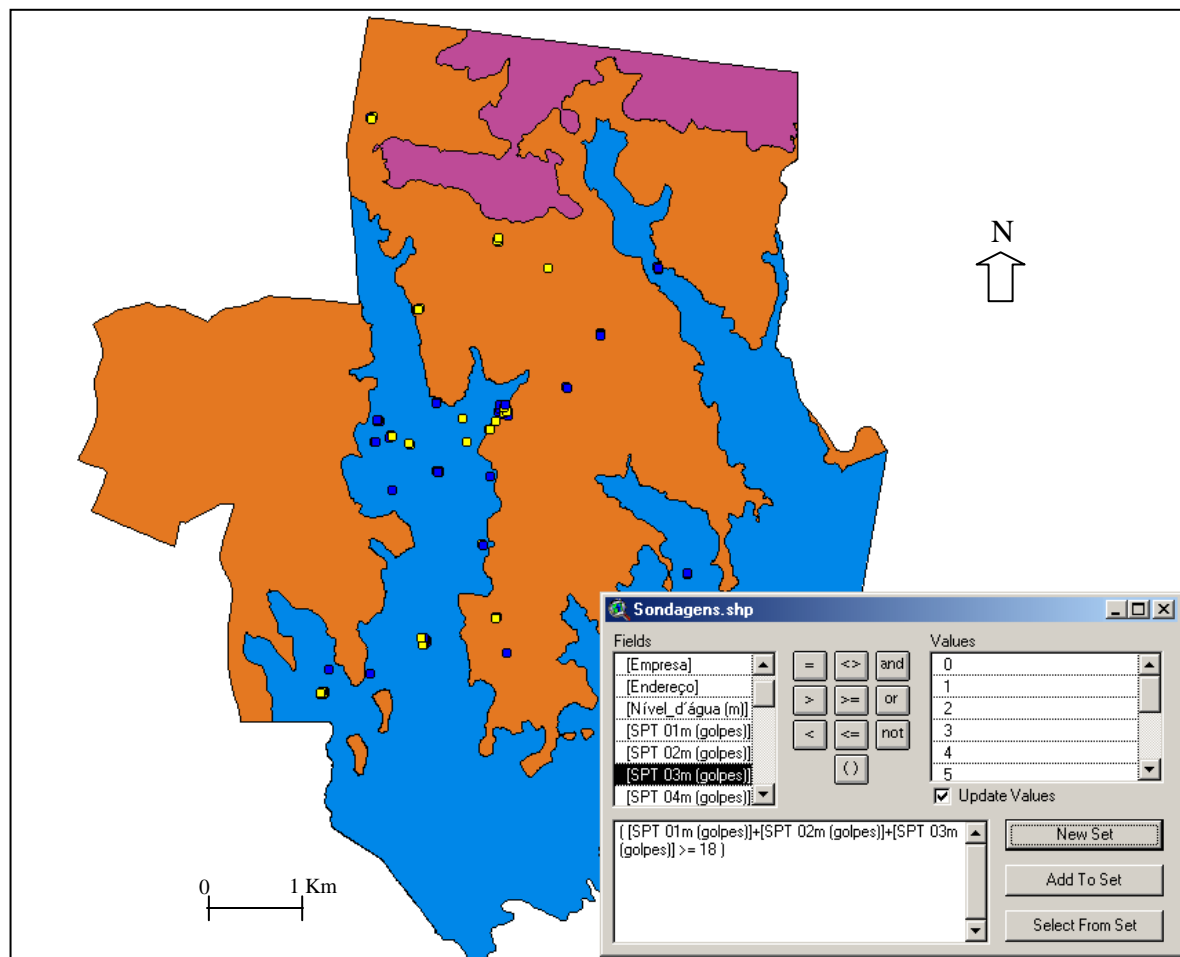 N
0 1 Km
Sondagens.shp
Fields
[Empresa]
[Endereço]
[Nível_d´água (m)]
[SPT 01m (golpes)]
[SPT 02m (golpes)]
[SPT 03m (golpes)]
[SPT 04m (golpes)]
= <> and
> >= or
< <= not
( )
Values
0
1
2
3
4
5
Update Values
( [SPT 01m (golpes)]+[SPT 02m (golpes)]+[SPT 03m
(golpes)] >= 18 )
New Set
Add To Set
Select From Set